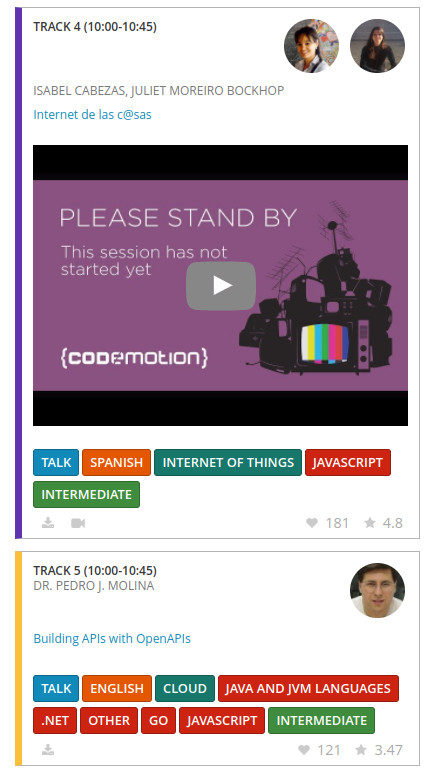 TRACK 4 (10:00-10:45)
ISABEL CABEZAS, JULIET MOREIRO BOCKHOP
Internet de las c@sas
PLEASE STAND BY
This session has not
started yet
{CODEMOTION}
TALK SPANISH INTERNET OF THINGS JAVASCRIPT
INTERMEDIATE
181 4.8
TRACK 5 (10:00-10:45)
DR. PEDRO J. MOLINA
Building APIs with OpenAPIs
TALK ENGLISH CLOUD JAVA AND JVM LANGUAGES
.NET OTHER GO JAVASCRIPT INTERMEDIATE
121 3.47